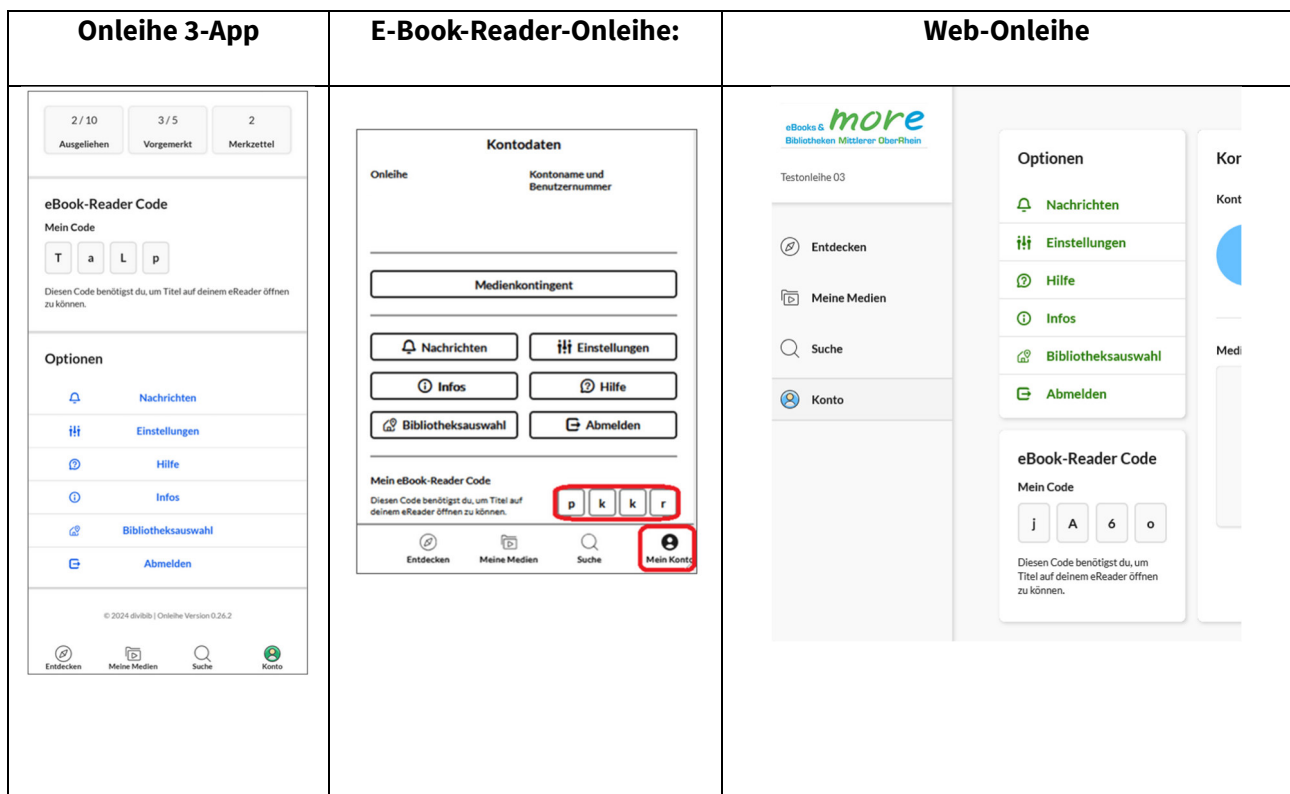 Onleihe 3-App
E-Book-Reader-Onleihe:
Web-Onleihe
2 / 10
3 / 5
2
Ausgeliehen
Vorgemerkt
Merkzettel
eBook-Reader Code
Mein Code
T a L p
Diesen Code benötigst du, um Titel auf deinem eReader öffnen
zu können.
Optionen
Nachrichten
Einstellungen
Hilfe
Infos
Bibliotheksauswahl
Abmelden
© 2024 divibib | Onleihe Version 0.26.2
Entdecken
Meine Medien
Suche
Konto
Kontodaten
Onleihe
Kontoname und
Benutzernummer
Medienkontingent
Nachrichten
Einstellungen
Infos
Hilfe
Bibliotheksauswahl
Abmelden
Mein eBook-Reader Code
Diesen Code benötigst du, um Titel auf
deinem eReader öffnen zu können.
p k k r
Entdecken
Meine Medien
Suche
Mein Konto
eBooks & more
Bibliotheken Mittlerer OberRhein
Testonleihe 03
Entdecken
Meine Medien
Suche
Konto
Optionen
Nachrichten
Einstellungen
Hilfe
Infos
Bibliotheksauswahl
Abmelden
eBook-Reader Code
Mein Code
j A 6 o
Diesen Code benötigst du, um
Titel auf deinem eReader öffnen
zu können.
Kor
Kont
Medi